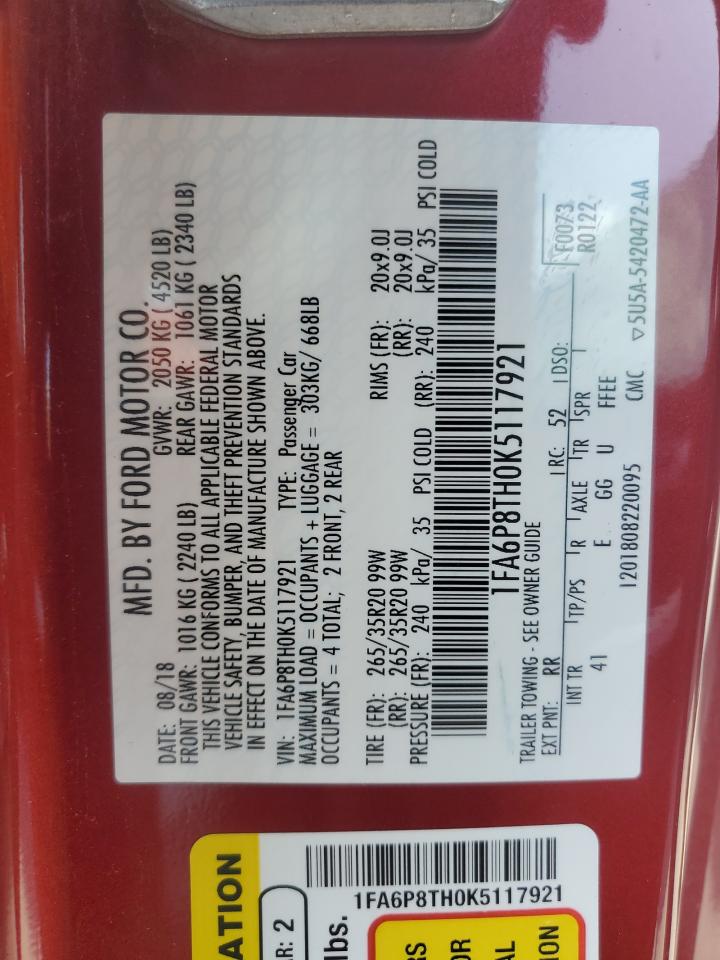 MFD. BY FORD MOTOR CO.
DATE: 08/18 GVWR: 2050 KG ( 4520 LB)
FRONT GAWR: 1016 KG ( 2240 LB) REAR GAWR: 1061 KG ( 2340 LB)
THIS VEHICLE CONFORMS TO ALL APPLICABLE FEDERAL MOTOR
VEHICLE SAFETY, BUMPER, AND THEFT PREVENTION STANDARDS
IN EFFECT ON THE DATE OF MANUFACTURE SHOWN ABOVE.
VIN: 1FA6P8TH0K5117921 TYPE: Passenger Car
MAXIMUM LOAD = OCCUPANTS + LUGGAGE = 303KG/ 668LB
OCCUPANTS = 4 TOTAL; 2 FRONT, 2 REAR
TIRE (FR): 265/35R20 99W RIMS (FR): 20x9.0J
(RR): 265/35R20 99W (RR): 20x9.0J
PRESSURE (FR): 240 kPa/ 35 PSI COLD (RR): 240 kPa/ 35 PSI COLD
1FA6P8TH0K5117921
TRAILER TOWING - SEE OWNER GUIDE
EXT PNT: RR RC: 52 DSO: F0073
R0122
INT TR TP/PS R AXLE TR SPR
41 E GG U FFEE
1201808220095 CMC ▽5U5A-5420472-AA
ATION
AR: 2
lbs.
1FA6P8TH0K5117921
RS
OR
AL
ION